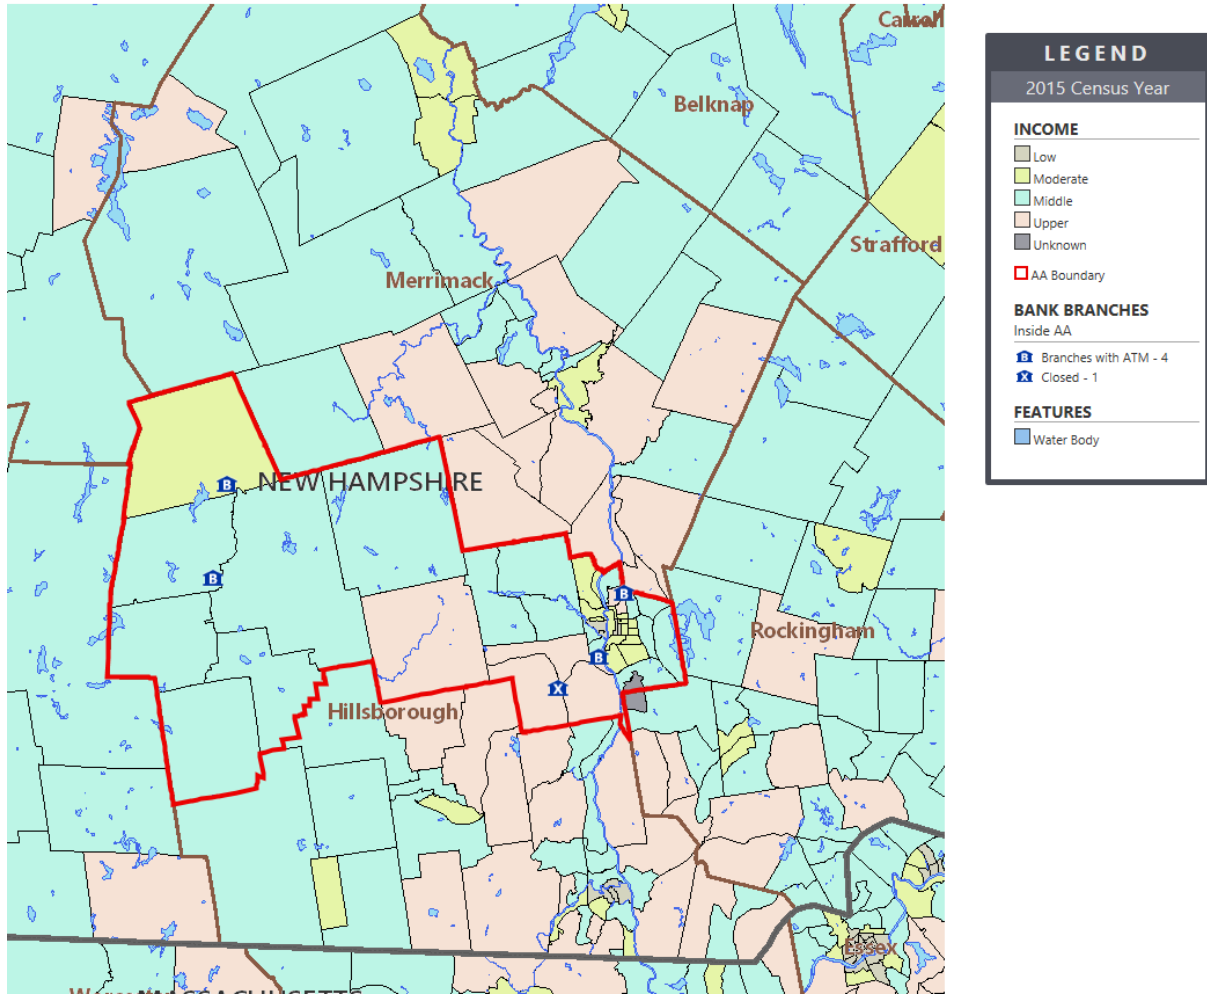 Carroll
Belknap
Strafford
Merrimack
NEW HAMPSHIRE
Rockingham
Hillsborough
Essex
MASSACHUSETTS
LEGEND
2015 Census Year
INCOME
Low
Moderate
Middle
Upper
Unknown
AA Boundary
BANK BRANCHES
Inside AA
B Branches with ATM - 4
X Closed - 1
FEATURES
Water Body
B
B
B
B
X